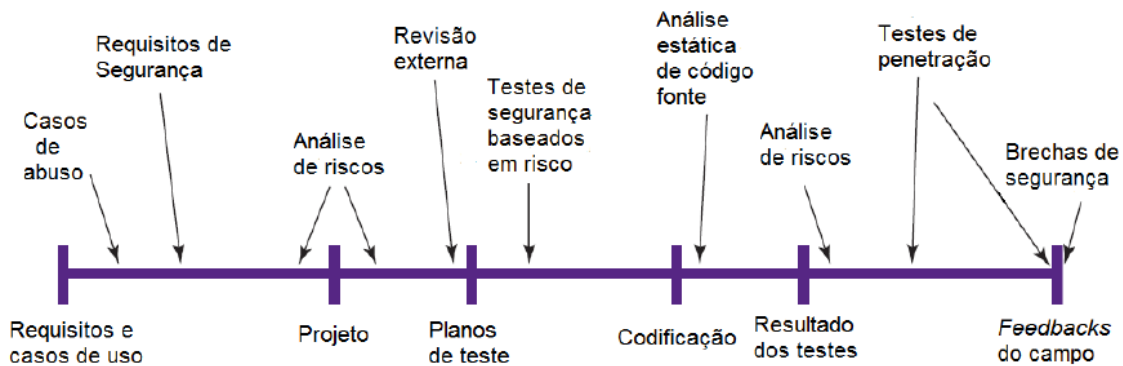 Requisitos de
Segurança
Casos
de
abuso
Análise
de riscos
Revisão
externa
Testes de
segurança
baseados
em risco
Análise
estática
de código
fonte
Análise
de riscos
Testes de
penetração
Brechas de
segurança
Requisitos e
casos de uso
Projeto
Planos
de teste
Codificação
Resultado
dos testes
Feedbacks
do campo